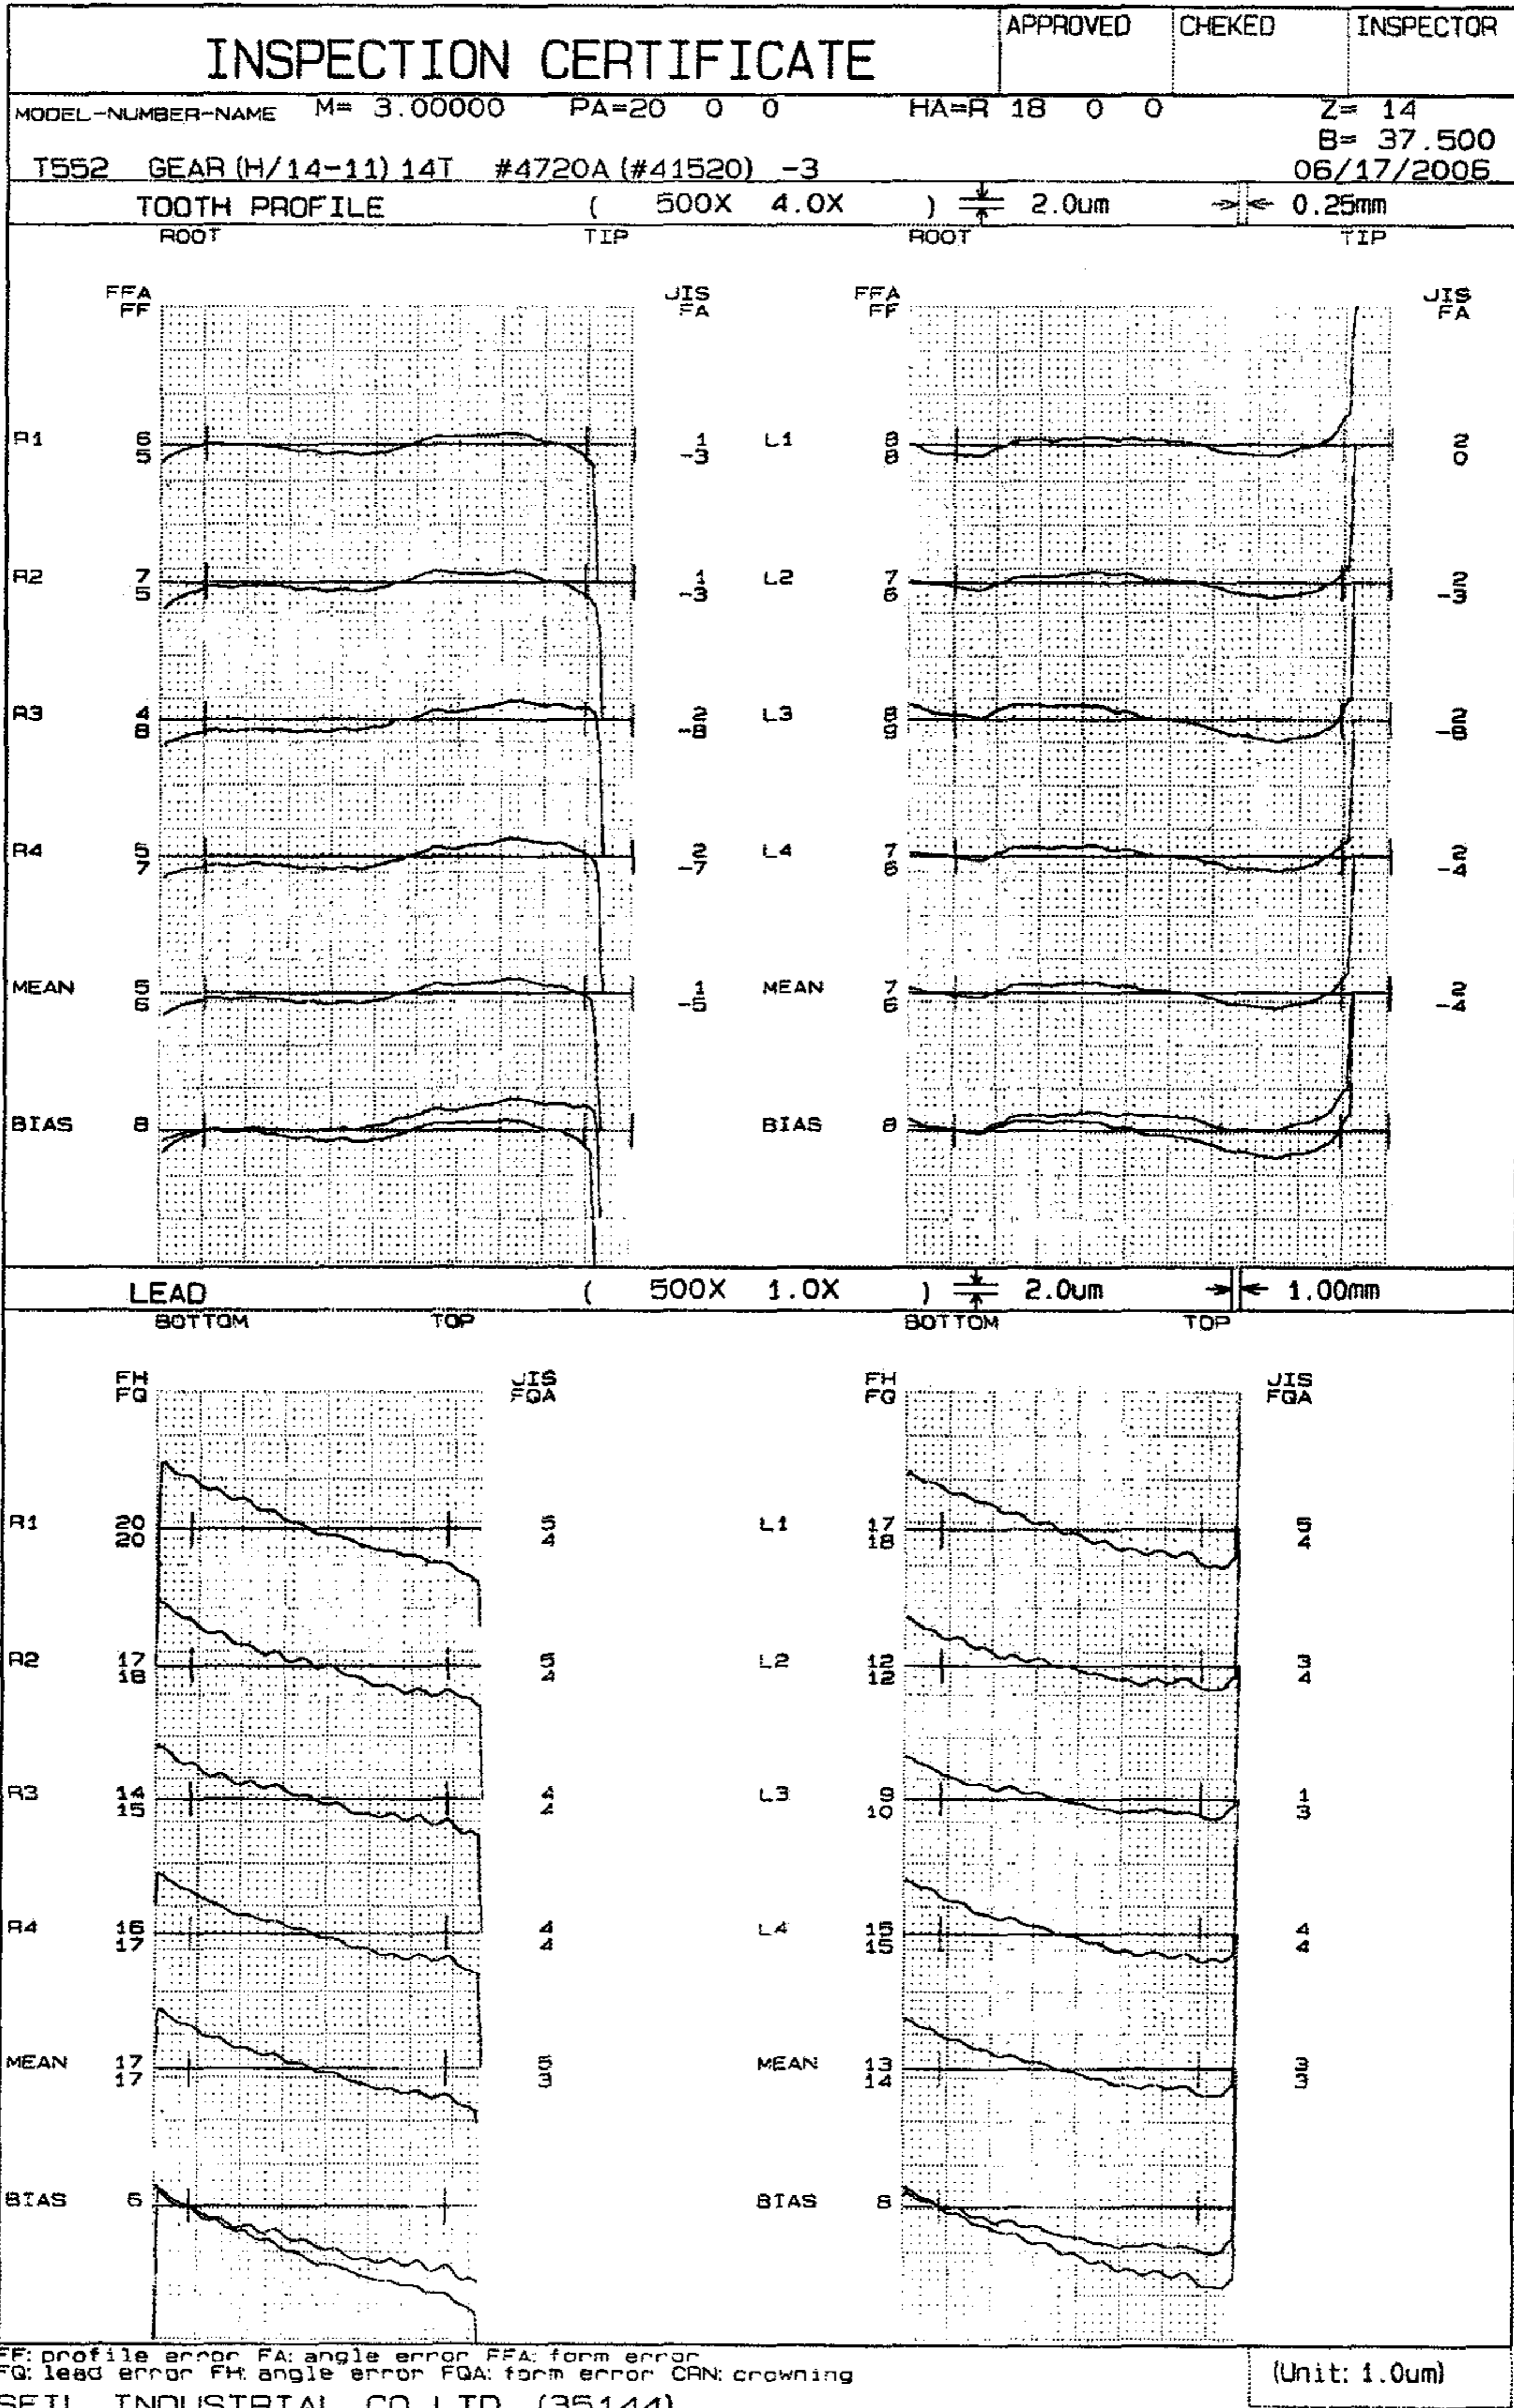 INSPECTION CERTIFICATE APPROVED CHEKED INSPECTOR
MODEL-NUMBER-NAME M= 3.00000 PA=20 0 0 HA=R 18 0 0 Z= 14
B= 37.500
T552 GEAR (H/14-11) 14T #4720A (#41520) -3 06/17/2006
TOOTH PROFILE ( 500X 4.0X ) 2.0um 0.25mm
ROOT TIP ROOT TIP
FFA JIS FFA JIS
FF FA FF FA
R1 6 1 L1 8 2
5 -3 8 0
R2 7 1 L2 7 2
5 -3 6 -3
R3 4 2 L3 8 2
8 -8 9
R4 5 2 L4 7 2
7 -7 6 -4
MEAN 5 1 MEAN 7 2
6 -5 6 -4
BIAS 8 BIAS 8
LEAD ( 500X 1.0X ) 2.0um 1.00mm
BOTTOM TOP BOTTOM TOP
FH JIS FH JIS
FQ FQA FQ FQA
R1 20 5 L1 17 5
20 4 18 4
R2 17 5 L2 12 3
18 4 12 4
R3 14 4 L3 9 1
15 4 10 3
R4 16 4 L4 15 4
17 4 15 4
MEAN 17 5 MEAN 13 3
17 3 14 3
BIAS 6 BIAS 8
FF: profile error FA: angle error FFA: form error
FQ: lead error FH: angle error FQA: form error CRN: crowning
(Unit: 1.0um)
SEIL INDUSTRIAL CO.,LTD. (35144)